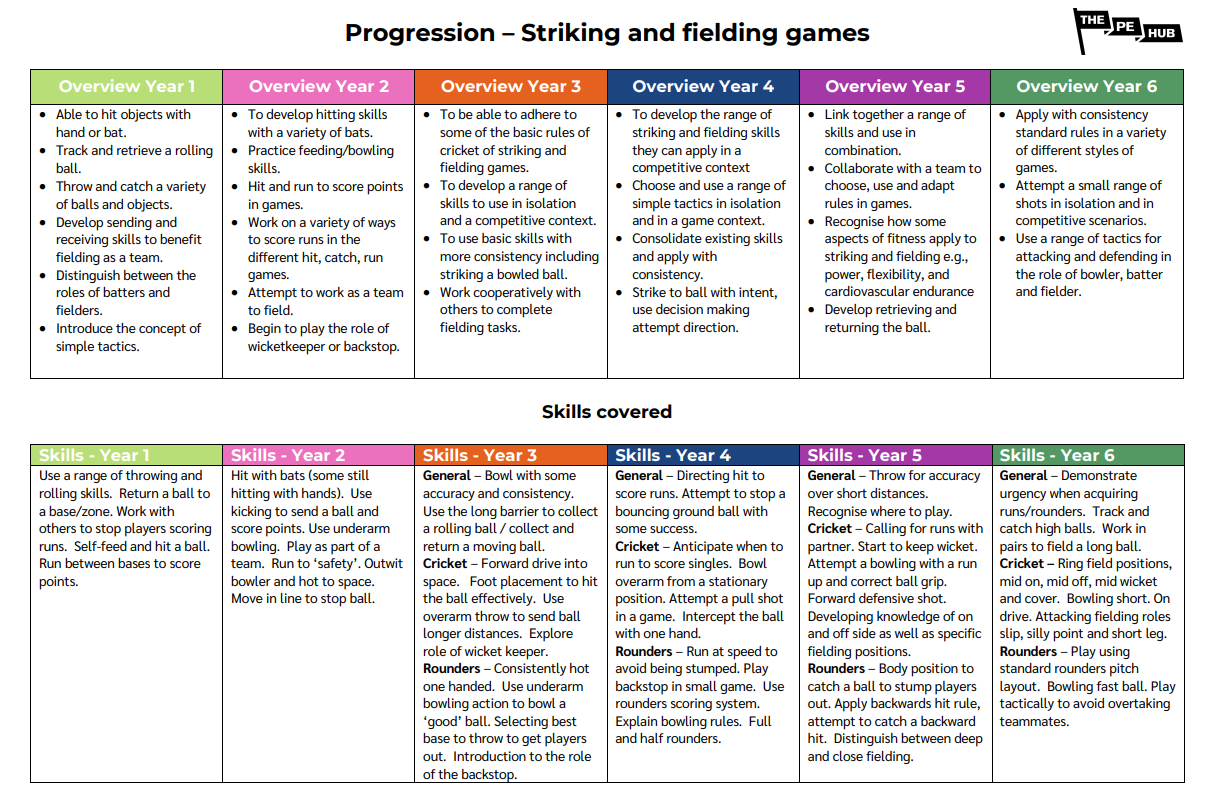 Progression – Striking and fielding games
THE
PE
HUB
Overview Year 1
• Able to hit objects with
hand or bat.
• Track and retrieve a rolling
ball.
• Throw and catch a variety
of balls and objects.
• Develop sending and
receiving skills to benefit
fielding as a team.
• Distinguish between the
roles of batters and
fielders.
• Introduce the concept of
simple tactics.
Overview Year 2
• To develop hitting skills
with a variety of bats.
• Practice feeding/bowling
skills.
• Hit and run to score points
in games.
• Work on a variety of ways
to score runs in the
different hit, catch, run
games.
• Attempt to work as a team
to field.
• Begin to play the role of
wicketkeeper or backstop.
Overview Year 3
• To be able to adhere to
some of the basic rules of
cricket of striking and
fielding games.
• To develop a range of
skills to use in isolation
and a competitive context.
• To use basic skills with
more consistency including
striking a bowled ball.
• Work cooperatively with
others to complete
fielding tasks.
Overview Year 4
• To develop the range of
striking and fielding skills
they can apply in a
competitive context
• Choose and use a range of
simple tactics in isolation
and in a game context.
• Consolidate existing skills
and apply with
consistency.
• Strike to ball with intent,
use decision making
attempt direction.
Overview Year 5
• Link together a range of
skills and use in
combination.
• Collaborate with a team to
choose, use and adapt
rules in games.
• Recognise how some
aspects of fitness apply to
striking and fielding e.g.,
power, flexibility, and
cardiovascular endurance
• Develop retrieving and
returning the ball.
Overview Year 6
• Apply with consistency
standard rules in a variety
of different styles of
games.
• Attempt a small range of
shots in isolation and in
competitive scenarios.
• Use a range of tactics for
attacking and defending in
the role of bowler, batter
and fielder.
Skills covered
Skills - Year 1
Use a range of throwing and
rolling skills. Return a ball to
a base/zone. Work with
others to stop players scoring
runs. Self-feed and hit a ball.
Run between bases to score
points.
Skills - Year 2
Hit with bats (some still
hitting with hands). Use
kicking to send a ball and
score points. Use underarm
bowling. Play as part of a
team. Run to ‘safety’. Outwit
bowler and hot to space.
Move in line to stop ball.
Skills - Year 3
General – Bowl with some
accuracy and consistency.
Use the long barrier to collect
a rolling ball / collect and
return a moving ball.
Cricket – Forward drive into
space. Foot placement to hit
the ball effectively. Use
overarm throw to send ball
longer distances. Explore
role of wicket keeper.
Rounders – Consistently hot
one handed. Use underarm
bowling action to bowl a
‘good’ ball. Selecting best
base to throw to get players
out. Introduction to the role
of the backstop.
Skills - Year 4
General – Directing hit to
score runs. Attempt to stop a
bouncing ground ball with
some success.
Cricket – Anticipate when to
run to score singles. Bowl
overarm from a stationary
position. Attempt a pull shot
in a game. Intercept the ball
with one hand.
Rounders – Run at speed to
avoid being stumped. Play
backstop in small game. Use
rounders scoring system.
Explain bowling rules. Full
and half rounders.
Skills - Year 5
General – Throw for accuracy
over short distances.
Recognise where to play.
Cricket – Calling for runs with
partner. Start to keep wicket.
Attempt a bowling with a run
up and correct ball grip.
Forward defensive shot.
Developing knowledge of on
and off side as well as specific
fielding positions.
Rounders – Body position to
catch a ball to stump players
out. Apply backwards hit rule,
attempt to catch a backward
hit. Distinguish between deep
and close fielding.
Skills - Year 6
General – Demonstrate
urgency when acquiring
runs/rounders. Track and
catch high balls. Work in
pairs to field a long ball.
Cricket – Ring field positions,
mid on, mid off, mid wicket
and cover. Bowling short. On
drive. Attacking fielding roles
slip, silly point and short leg.
Rounders – Play using
standard rounders pitch
layout. Bowling fast ball. Play
tactically to avoid overtaking
teammates.